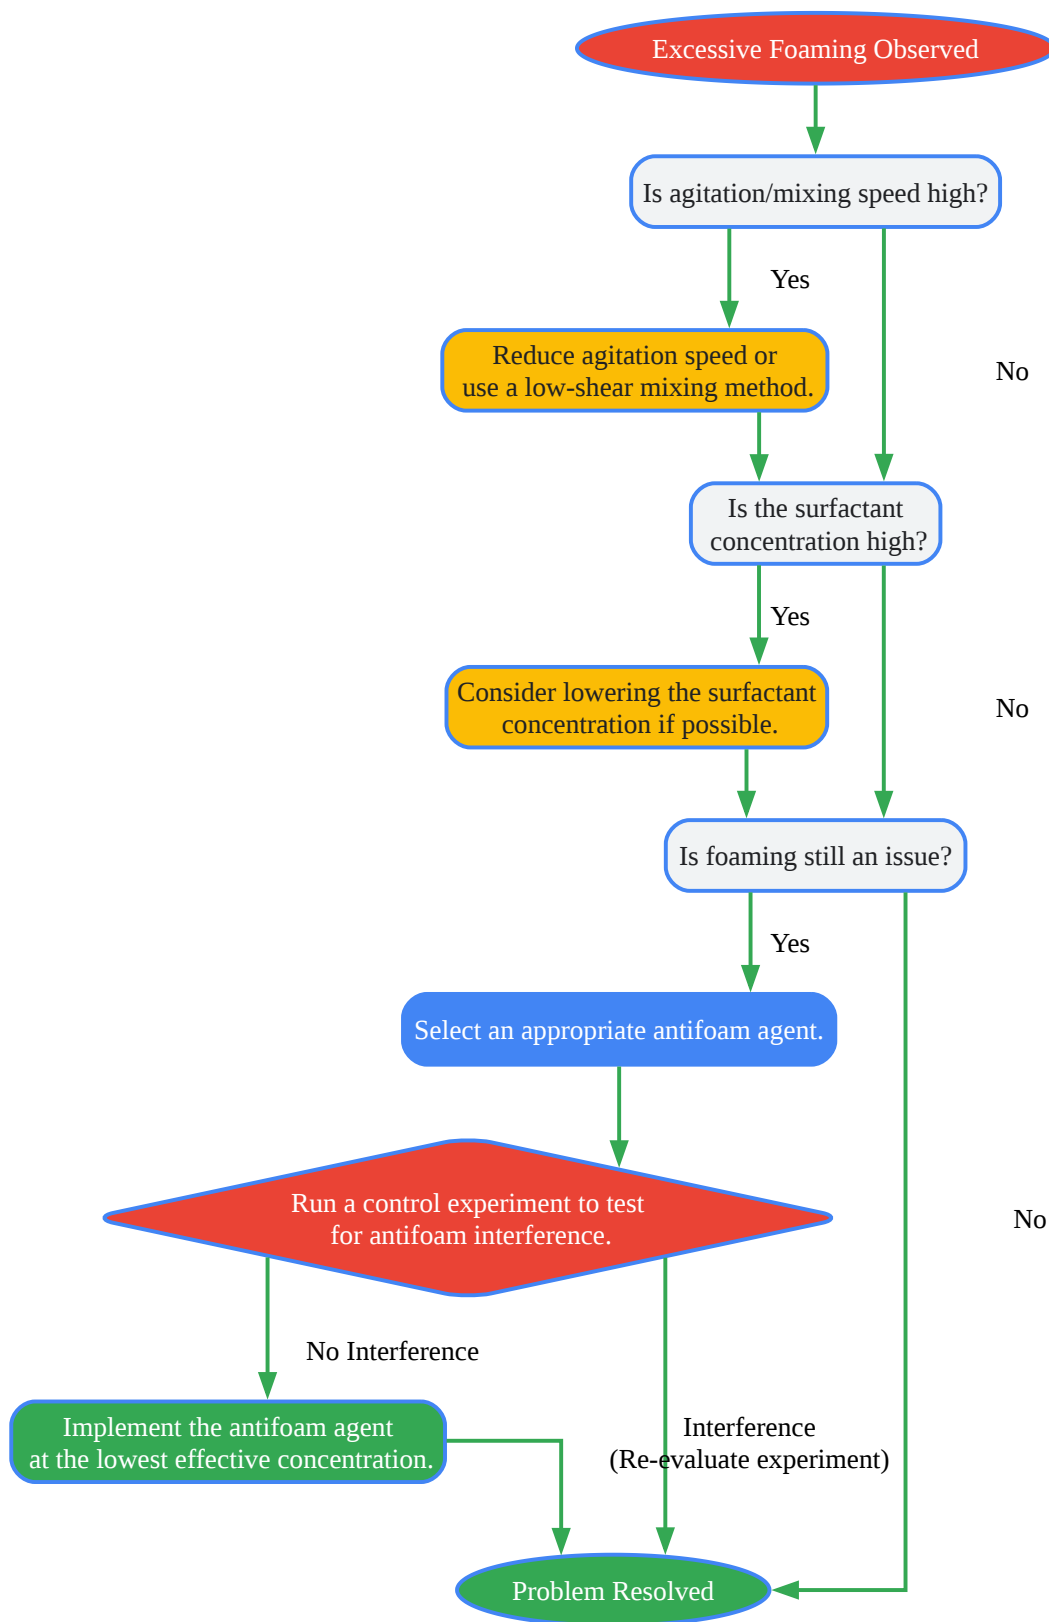 Excessive Foaming Observed
Is agitation/mixing speed high?
Yes
Reduce agitation speed or
use a low-shear mixing method.
No
Is the surfactant
concentration high?
Yes
Consider lowering the surfactant
concentration if possible.
No
Is foaming still an issue?
Yes
Select an appropriate antifoam agent.
Run a control experiment to test
for antifoam interference.
No
No Interference
Implement the antifoam agent
at the lowest effective concentration.
Interference
(Re-evaluate experiment)
Problem Resolved